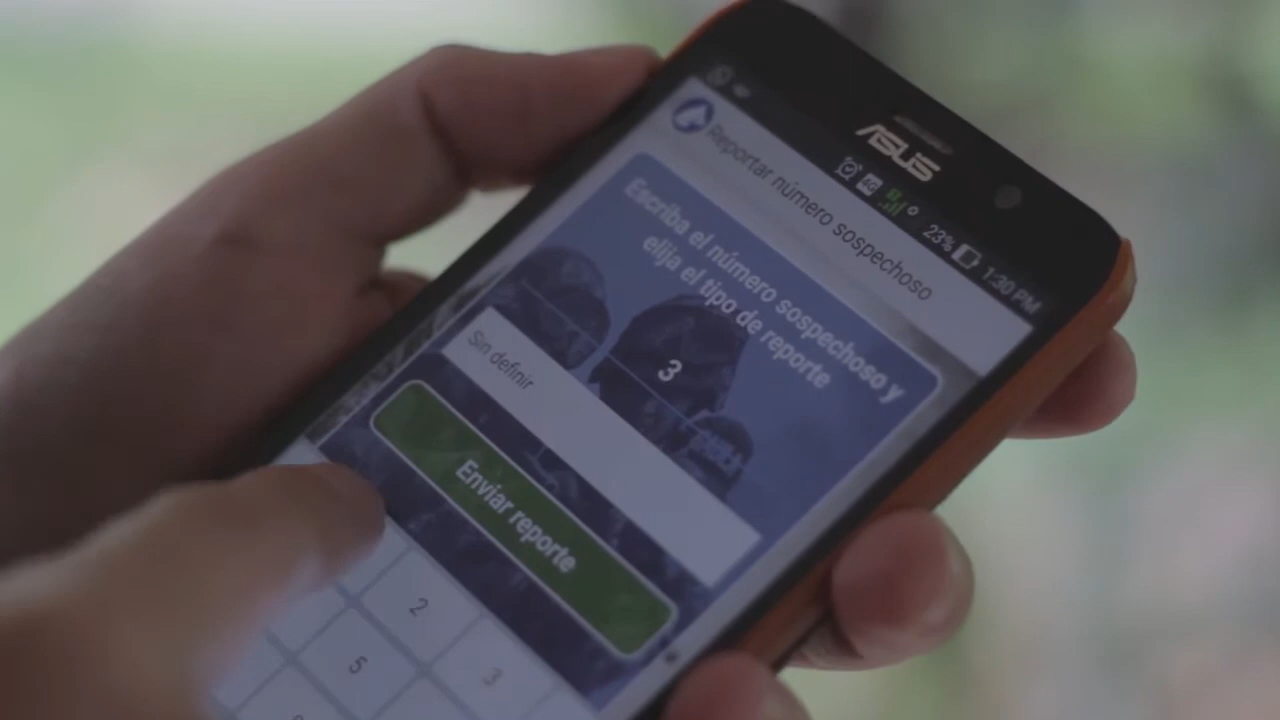 ASUS
23% 1:30 PM
Reportar número sospechoso
Escriba el número sospechoso y
elija el tipo de reporte
3
Sin definir
Enviar reporte
2
3
5